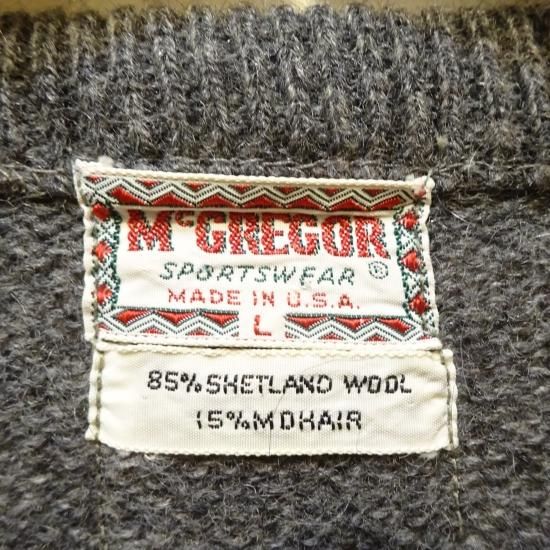 McGREGOR
SPORTSWEAR ®
MADE IN U.S.A.
L
85% SHETLAND WOOL
15% MOHAIR